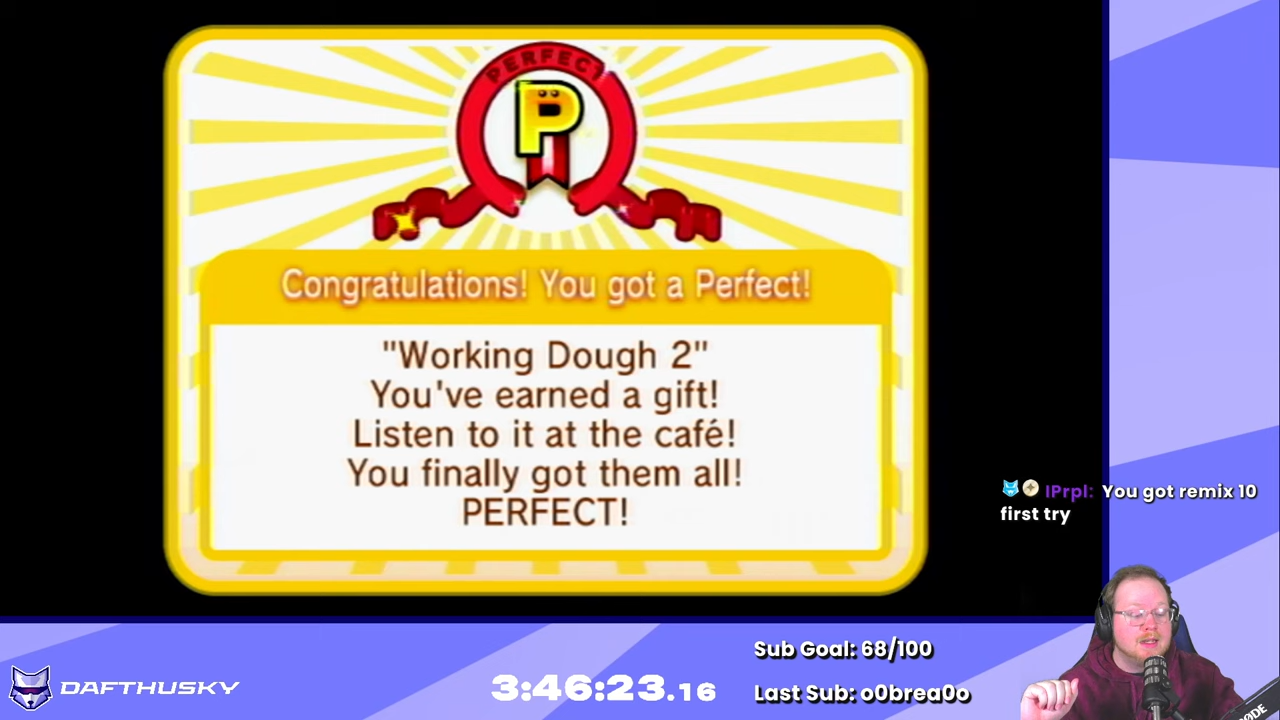 PERFECT
P
Congratulations! You got a Perfect!
"Working Dough 2"
You've earned a gift!
Listen to it at the café!
You finally got them all!
PERFECT!
IPrpl: You got remix 10
first try
DAFTHUSKY
3:46:23.16
Sub Goal: 68/100
Last Sub: o0brea0o